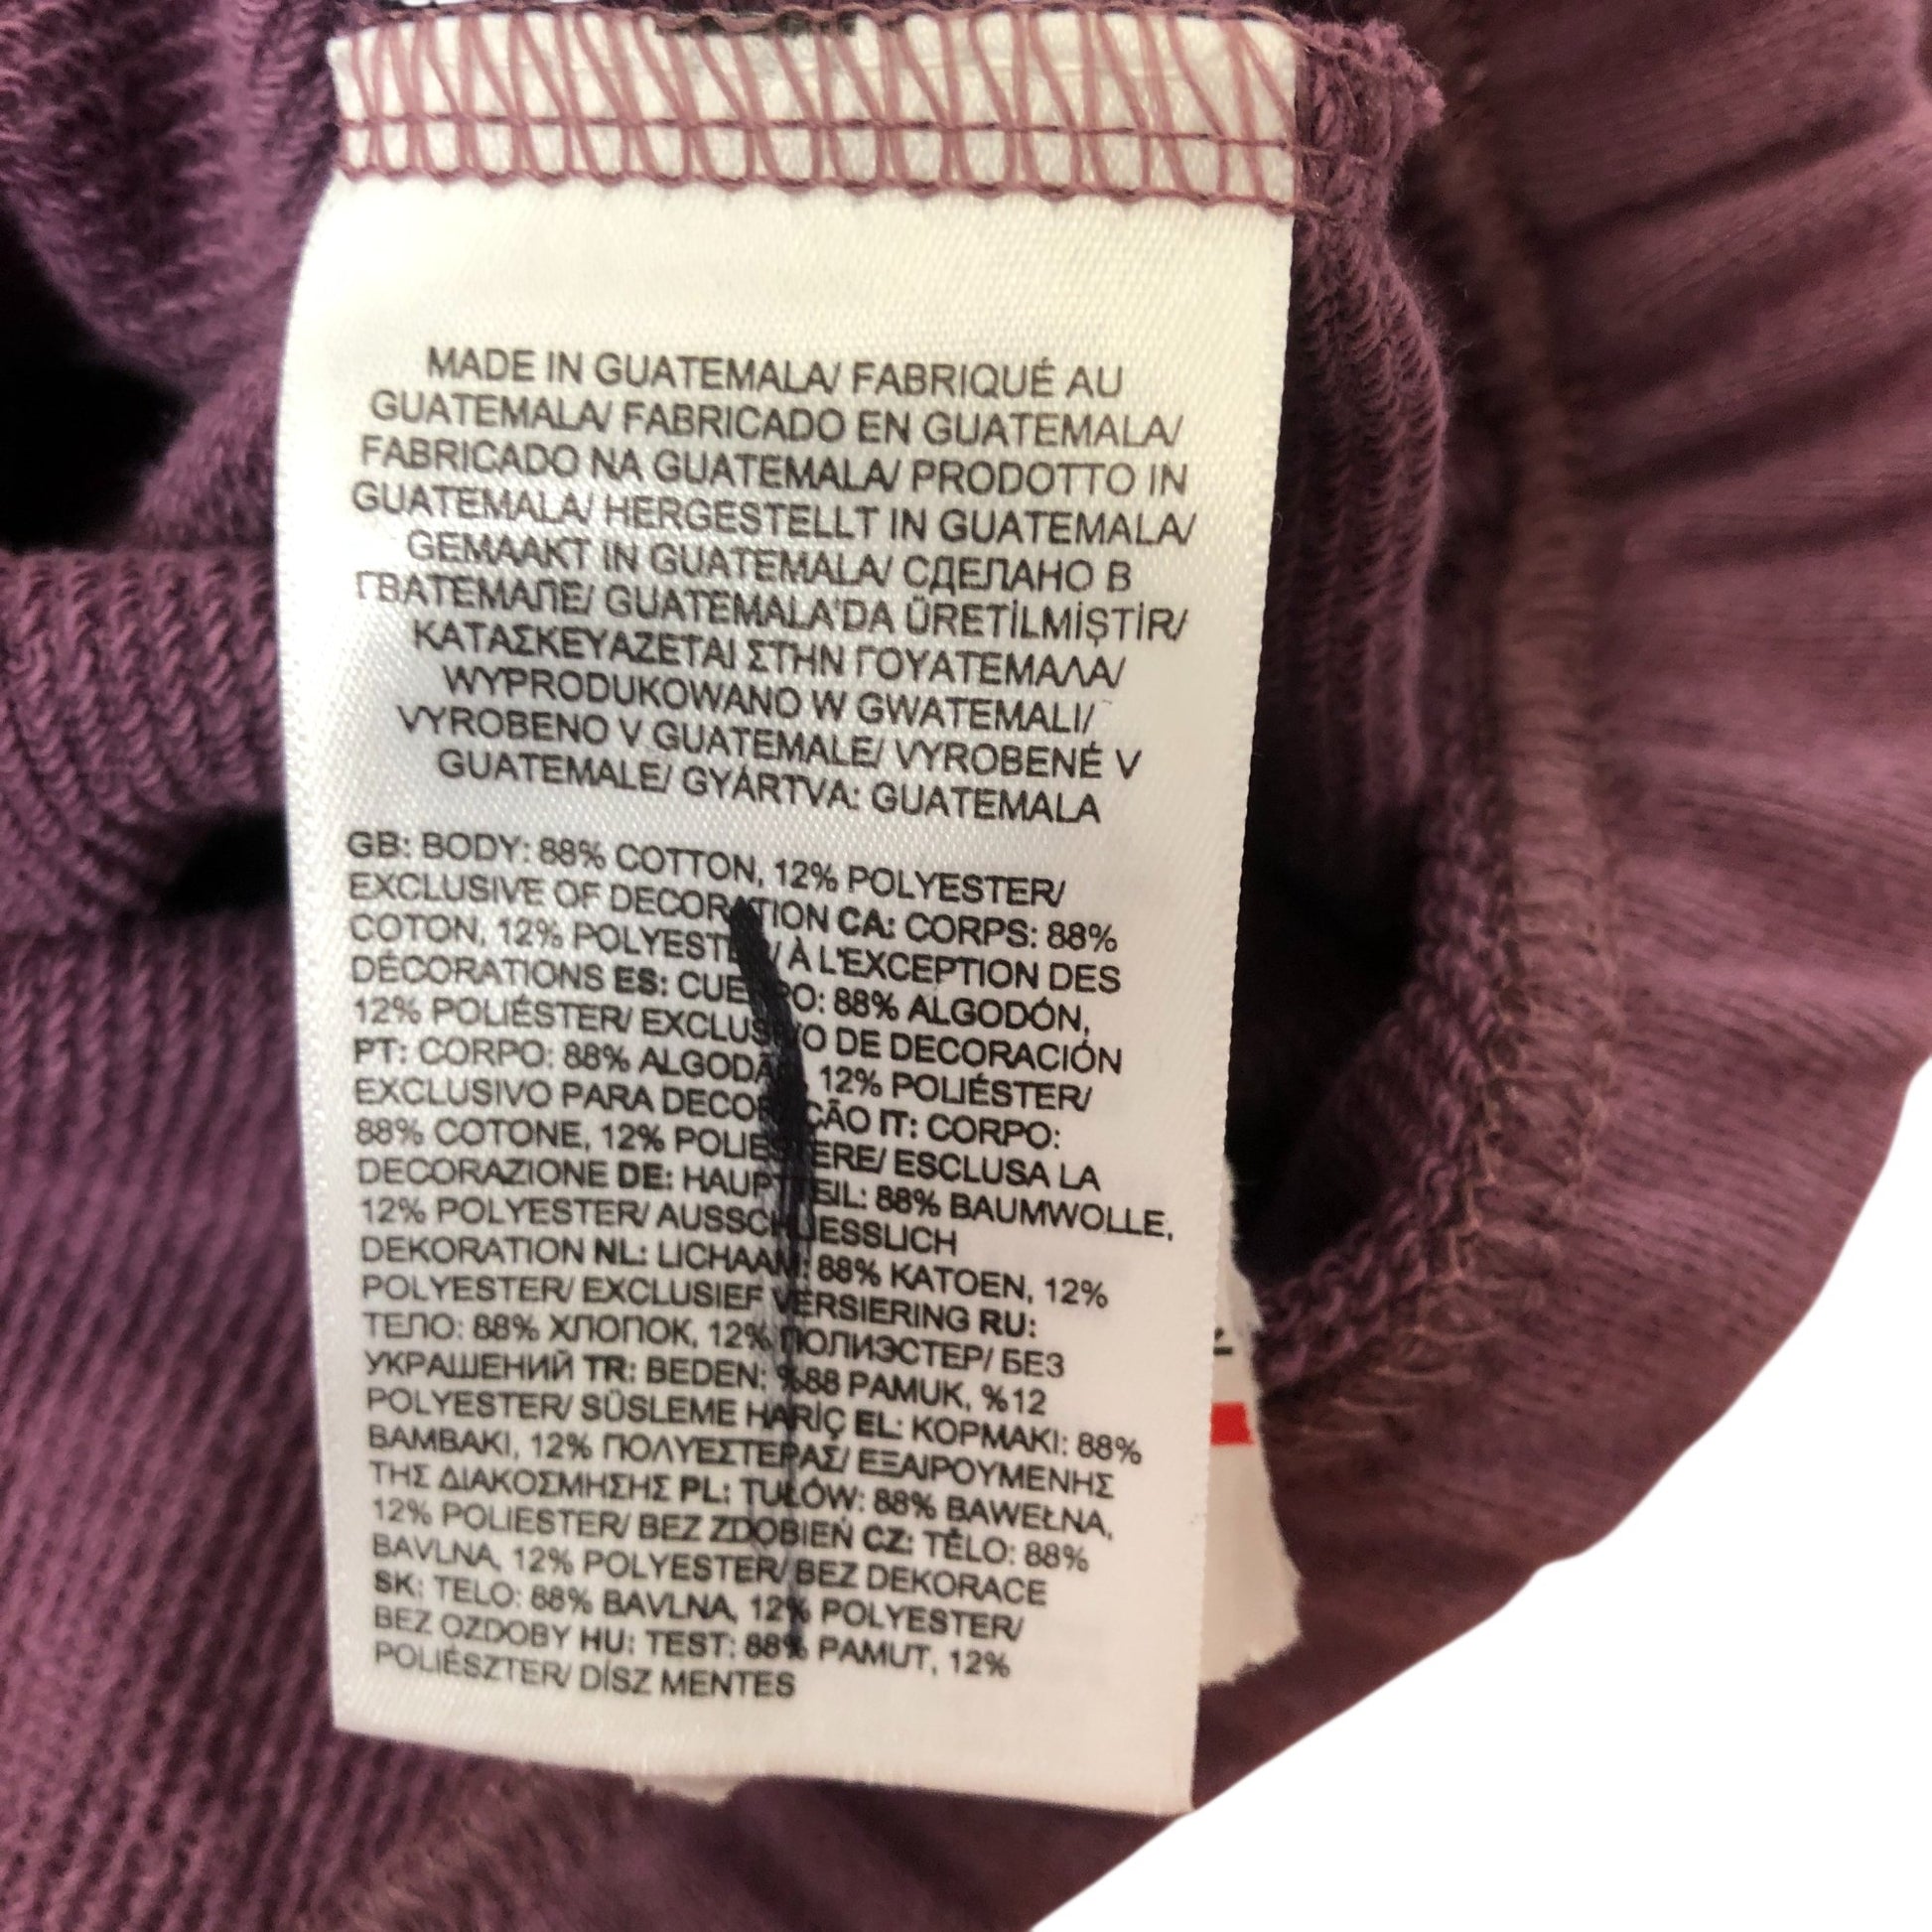 MADE IN GUATEMALA/ FABRIQUÉ AU
GUATEMALA/ FABRICADO EN GUATEMALA/
FABRICADO NA GUATEMALA/ PRODOTTO IN
GUATEMALA/ HERGESTELLT IN GUATEMALA/
GEMAAKT IN GUATEMALA/ СДЕЛАНО В
ГВАТЕМАЛЕ/ GUATEMALA'DA ÜRETİLMİŞTİR/
ΚΑΤΑΣΚΕΥΑΖΕΤΑΙ ΣΤΗΝ ΓΟΥΑΤΕΜΑΛΑ/
WYPRODUKOWANO W GWATEMALI/
VYROBENO V GUATEMALE/ VYROBENÉ V
GUATEMALE/ GYÁRTVA: GUATEMALA
GB: BODY: 88% COTTON, 12% POLYESTER/
EXCLUSIVE OF DECORATION CA: CORPS: 88%
COTON, 12% POLYESTER/ À L'EXCEPTION DES
DÉCORATIONS ES: CUERPO: 88% ALGODÓN,
12% POLIÉSTER/ EXCLUSIVO DE DECORACIÓN
PT: CORPO: 88% ALGODÃO, 12% POLIÉSTER/
EXCLUSIVO PARA DECORAÇÃO IT: CORPO:
88% COTONE, 12% POLIESTERE/ ESCLUSA LA
DECORAZIONE DE: HAUPTTEIL: 88% BAUMWOLLE,
12% POLYESTER/ AUSSCHLIESSLICH
DEKORATION NL: LICHAAM: 88% KATOEN, 12%
POLYESTER/ EXCLUSIEF VERSIERING RU:
ТЕЛО: 88% ХЛОПОК, 12% ПОЛИЭСТЕР/ БЕЗ
УКРАШЕНИЙ TR: BEDEN: %88 PAMUK, %12
POLYESTER/ SÜSLEME HARİÇ EL: ΚΟΡΜΑΚΙ: 88%
ΒΑΜΒΑΚΙ, 12% ΠΟΛΥΕΣΤΕΡΑΣ/ ΕΞΑΙΡΟΥΜΕΝΗΣ
ΤΗΣ ΔΙΑΚΟΣΜΗΣΗΣ PL: TUŁÓW: 88% BAWEŁNA,
12% POLIESTER/ BEZ ZDOBIEŃ CZ: TĚLO: 88%
BAVLNA, 12% POLYESTER/ BEZ DEKORACE
SK: TELO: 88% BAVLNA, 12% POLYESTER/
BEZ OZDOBY HU: TEST: 88% PAMUT, 12%
POLIÉSZTER/ DÍSZ MENTES